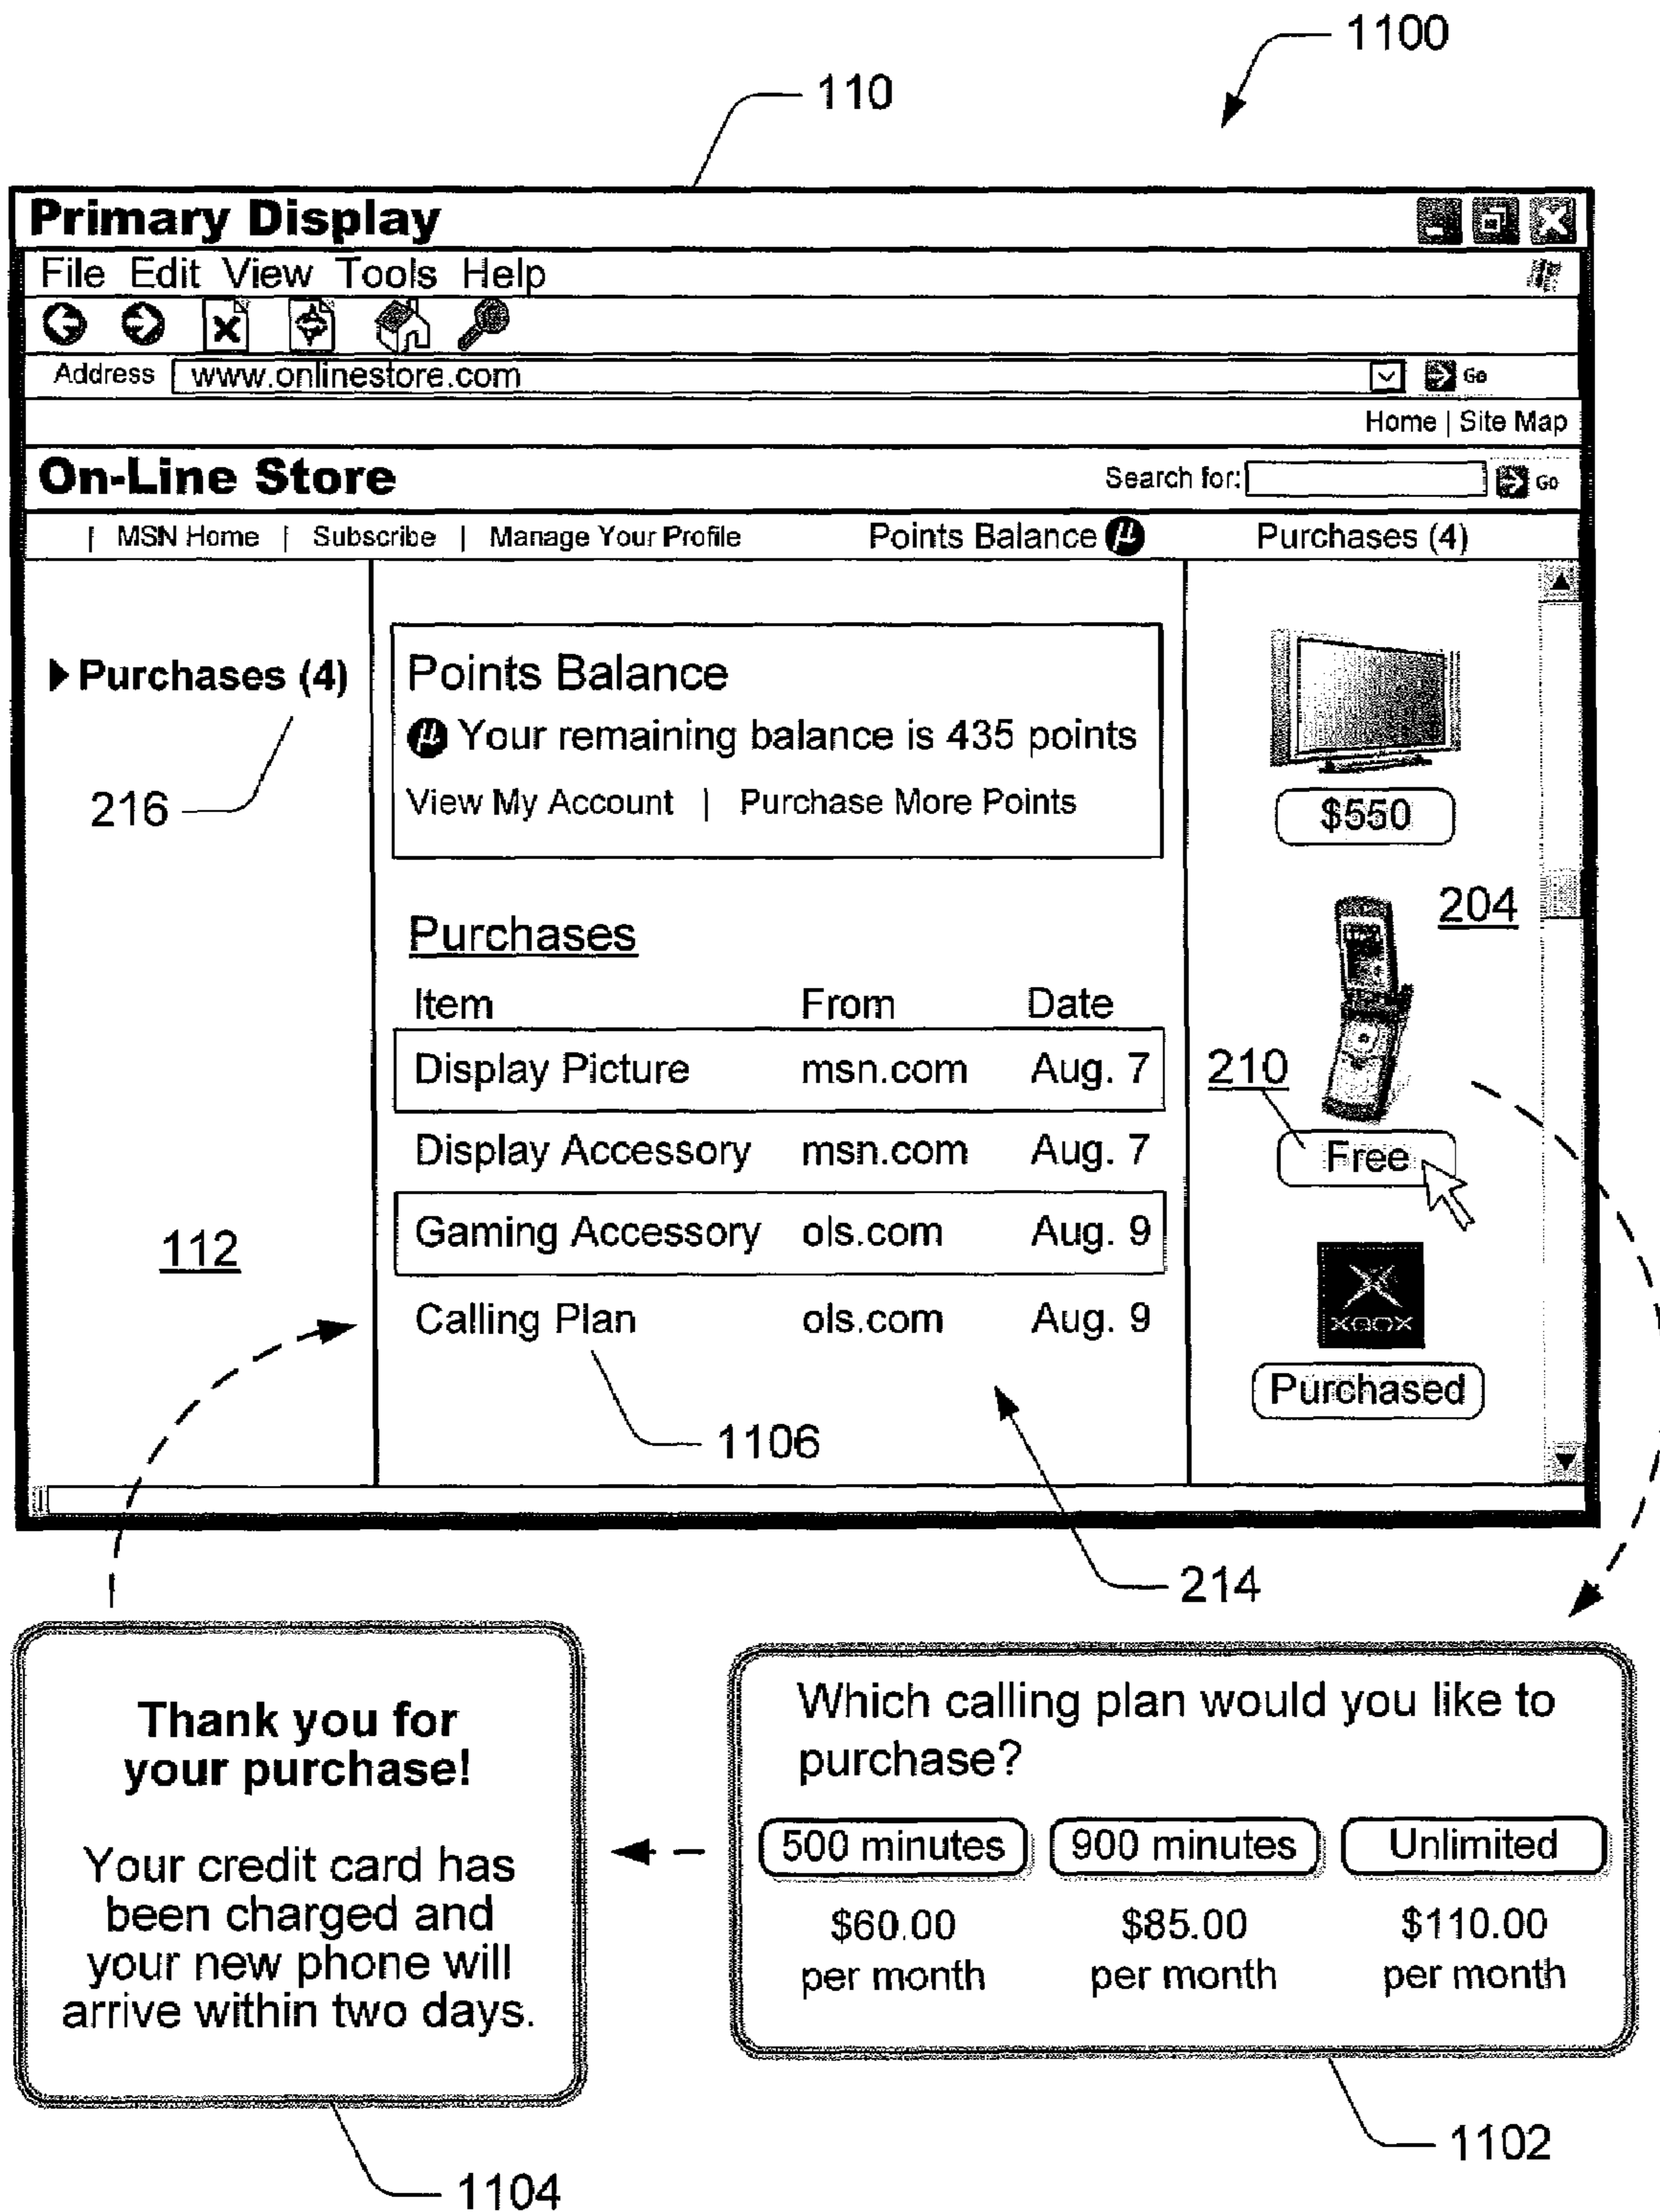 1100
110
Primary Display
File Edit View Tools Help
Address www.onlinestore.com Go
Home | Site Map
On-Line Store Search for: Go
| MSN Home | Subscribe | Manage Your Profile Points Balance µ Purchases (4)
Purchases (4)
216
Points Balance
µ Your remaining balance is 435 points
View My Account | Purchase More Points
$550
204
Purchases
Item From Date
Display Picture msn.com Aug. 7
Display Accessory msn.com Aug. 7
Gaming Accessory ols.com Aug. 9
Calling Plan ols.com Aug. 9
210
Free
XBOX
Purchased
112
1106
214
Thank you for
your purchase!
Your credit card has
been charged and
your new phone will
arrive within two days.
1104
Which calling plan would you like to
purchase?
500 minutes 900 minutes Unlimited
$60.00 $85.00 $110.00
per month per month per month
1102